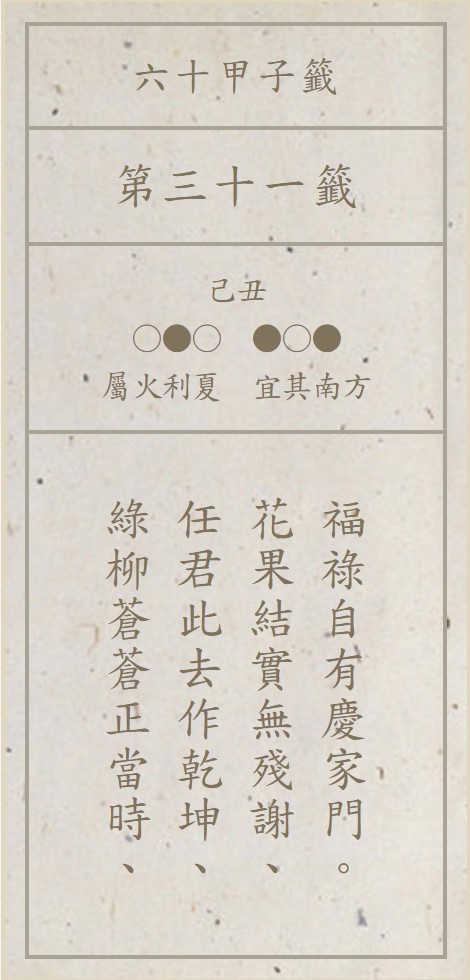 六十甲子籤
第三十一籤
己丑
○●○　●○●
屬火利夏　宜其南方
綠柳蒼蒼正當時、
任君此去作乾坤、
花果結實無殘謝、
福祿自有慶家門。